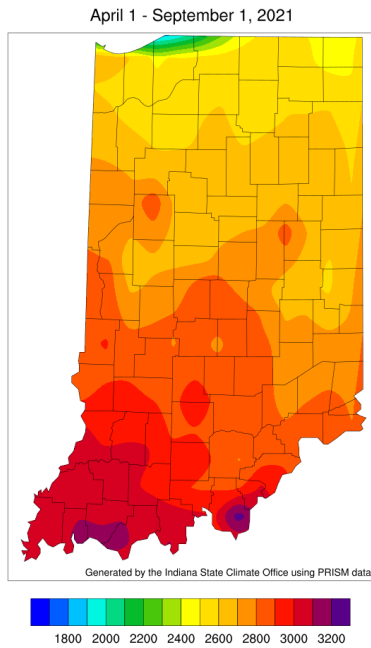 April 1 - September 1, 2021
Generated by the Indiana State Climate Office using PRISM data
1800 2000 2200 2400 2600 2800 3000 3200